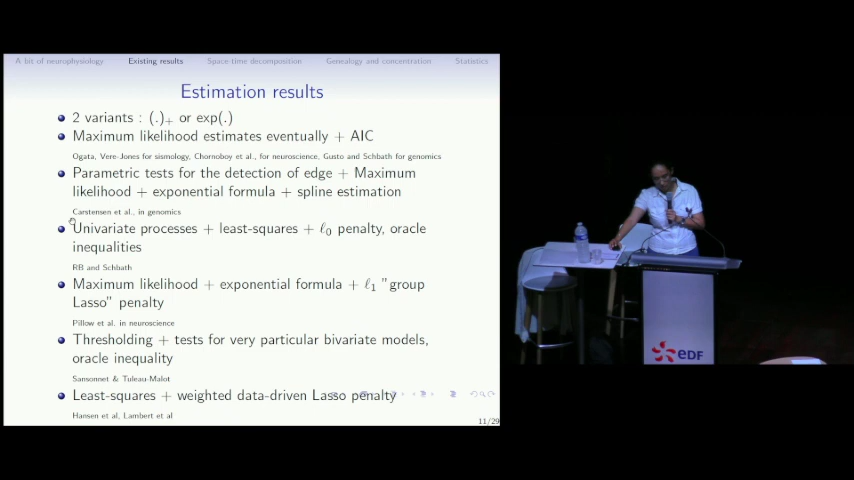 A bit of neurophysiology Existing results Space-time decomposition Genealogy and concentration Statistics
Estimation results
2 variants : (.)₊ or exp(.)
Maximum likelihood estimates eventually + AIC
Ogata, Vere-Jones for sismology, Chornoboy et al., for neuroscience, Gusto and Schbath for genomics
Parametric tests for the detection of edge + Maximum
likelihood + exponential formula + spline estimation
Carstensen et al., in genomics
Univariate processes + least-squares + ℓ₀ penalty, oracle
inequalities
RB and Schbath
Maximum likelihood + exponential formula + ℓ₁ "group
Lasso" penalty
Pillow et al. in neuroscience
Thresholding + tests for very particular bivariate models,
oracle inequality
Sansonnet & Tuleau-Malot
Least-squares + weighted data-driven Lasso penalty
Hansen et al, Lambert et al
11/29
eDF